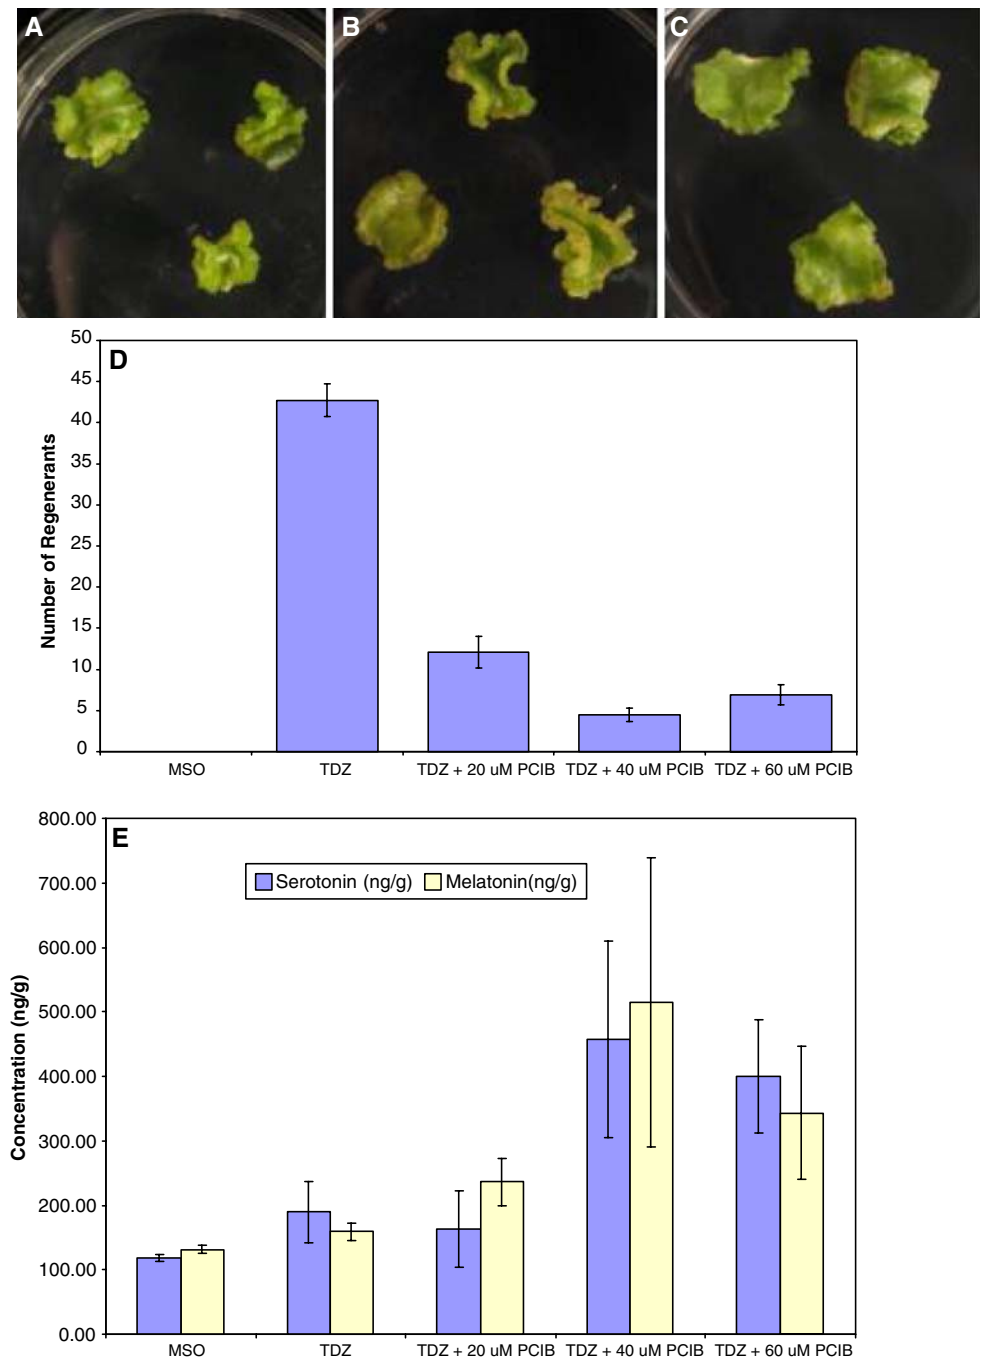 A B C
D
50
45
40
35
30
25
20
15
10
5
0
Number of Regenerants
MSO TDZ TDZ + 20 uM PCIB TDZ + 40 uM PCIB TDZ + 60 uM PCIB
E
800.00
700.00
600.00
500.00
400.00
300.00
200.00
100.00
0.00
Concentration (ng/g)
Serotonin (ng/g) Melatonin(ng/g)
MSO TDZ TDZ + 20 uM PCIB TDZ + 40 uM PCIB TDZ + 60 uM PCIB